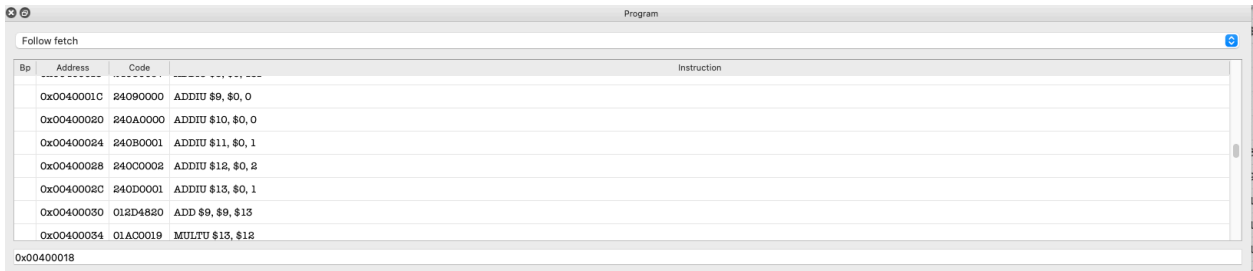 Program
Follow fetch
Bp Address Code Instruction
0x0040001C 24090000 ADDIU $9, $0, 0
0x00400020 240A0000 ADDIU $10, $0, 0
0x00400024 240B0001 ADDIU $11, $0, 1
0x00400028 240C0002 ADDIU $12, $0, 2
0x0040002C 240D0001 ADDIU $13, $0, 1
0x00400030 012D4820 ADD $9, $9, $13
0x00400034 01AC0019 MULTU $13, $12
0x00400018